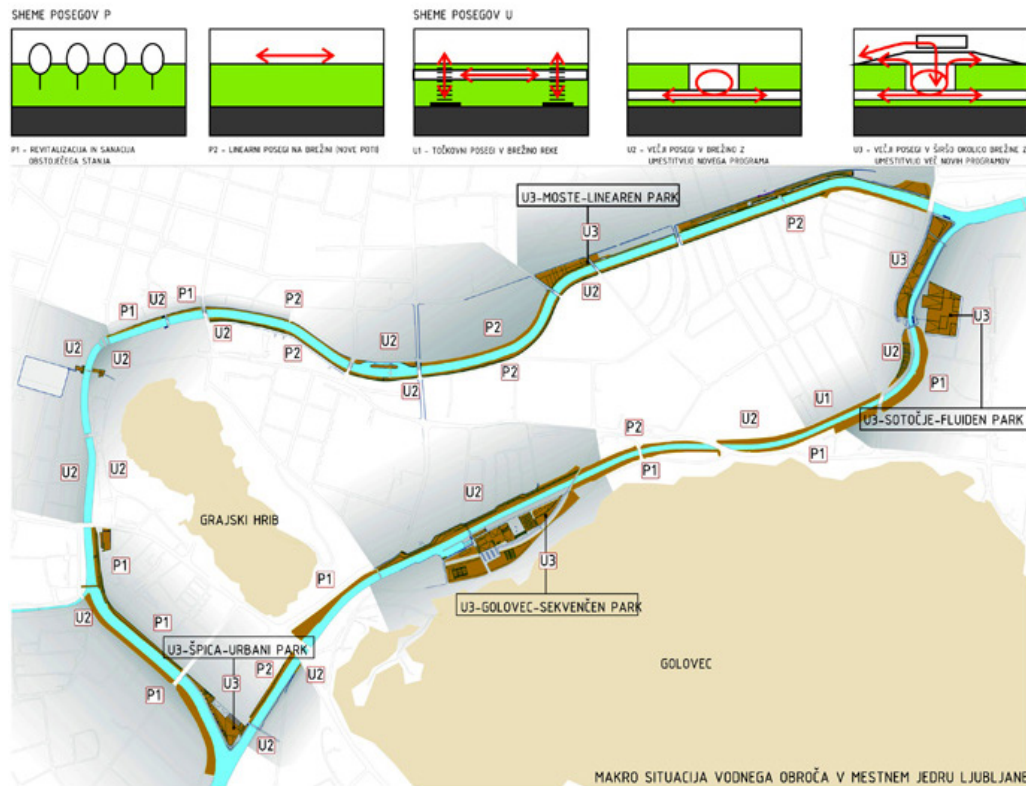 SHEME POSEGOV P
SHEME POSEGOV U
P1 - REVITALIZACIJA IN SANACIJA
OBSTOJEČEGA STANJA
P2 - LINEARNI POSEGI NA BREŽINI (NOVE POTI)
U1 - TOČKOVNI POSEGI V BREŽINO REKE
U2 - VEČJI POSEGI V BREŽINO Z
UMESTITVIJO NOVEGA PROGRAMA
U3 - VEČJI POSEGI V ŠIRŠO OKOLICO BREŽINE Z
UMESTITVIJO VEČ NOVIH PROGRAMOV
U3-MOSTE-LINEAREN PARK
U3
P2
U2
U3
P1
U2
P1
P2
U2
P2
U2
P2
P2
U2
U2
U2
U3
U2
P1
U1
U3-SOTOČJE-FLUIDEN PARK
P2
U2
P1
P1
U2
U2
U2
GRAJSKI HRIB
U3
P1
P1
U3-GOLOVEC-SEKVENČEN PARK
U2
P1
U3-ŠPICA-URBANI PARK
P2
U2
GOLOVEC
P1
U3
U2
MAKRO SITUACIJA VODNEGA OBROČA V MESTNEM JEDRU LJUBLJANE